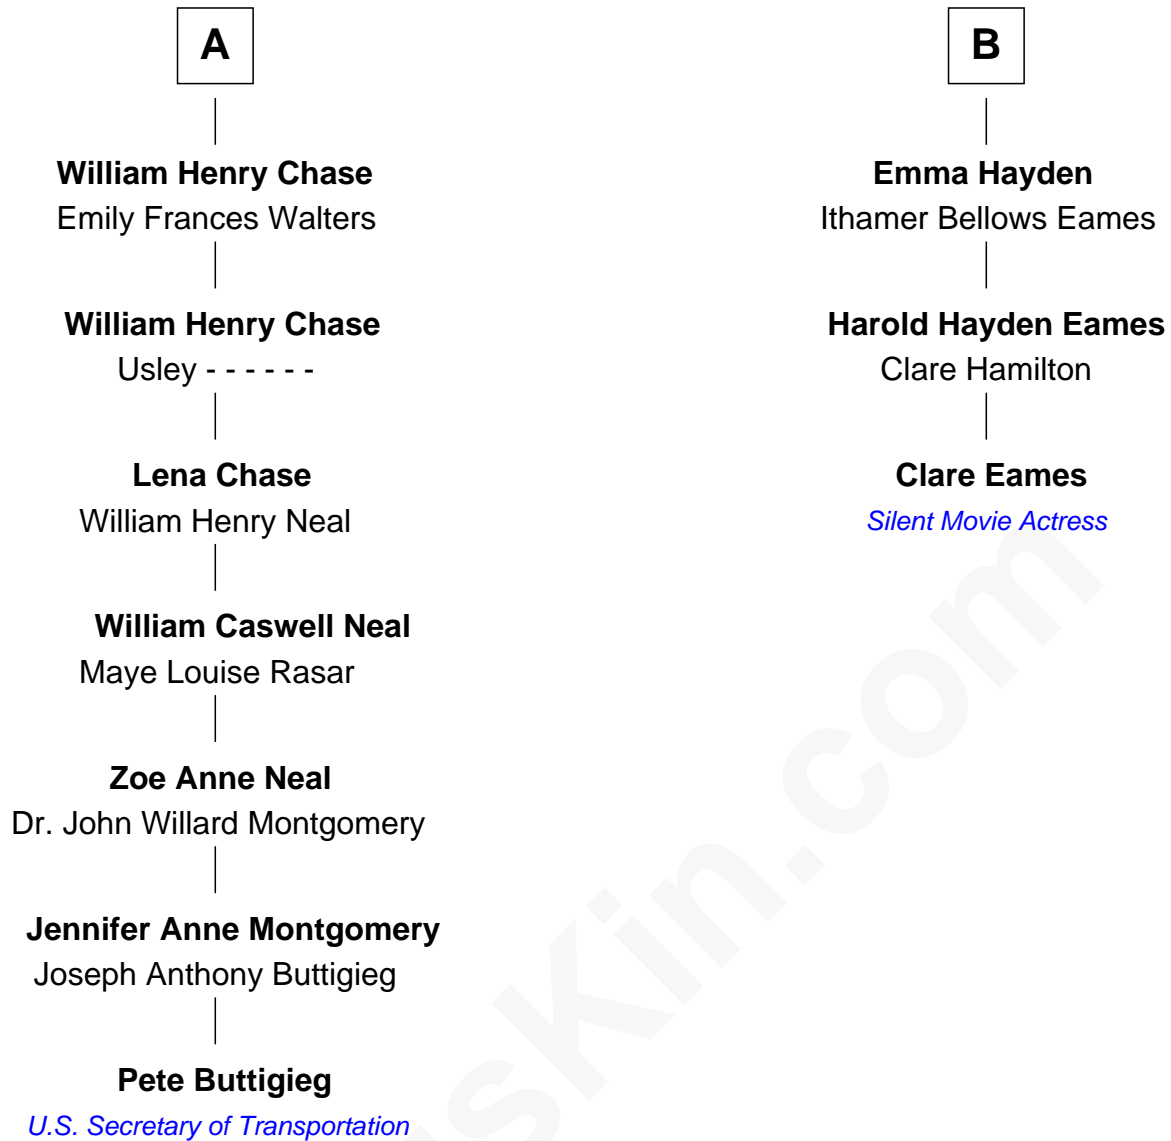 A
William Henry Chase
Emily Frances Walters
William Henry Chase
Usley - - - - - -
Lena Chase
William Henry Neal
William Caswell Neal
Maye Louise Rasar
Zoe Anne Neal
Dr. John Willard Montgomery
Jennifer Anne Montgomery
Joseph Anthony Buttigieg
Pete Buttigieg
U.S. Secretary of Transportation
B
Emma Hayden
Ithamer Bellows Eames
Harold Hayden Eames
Clare Hamilton
Clare Eames
Silent Movie Actress
sKin.com